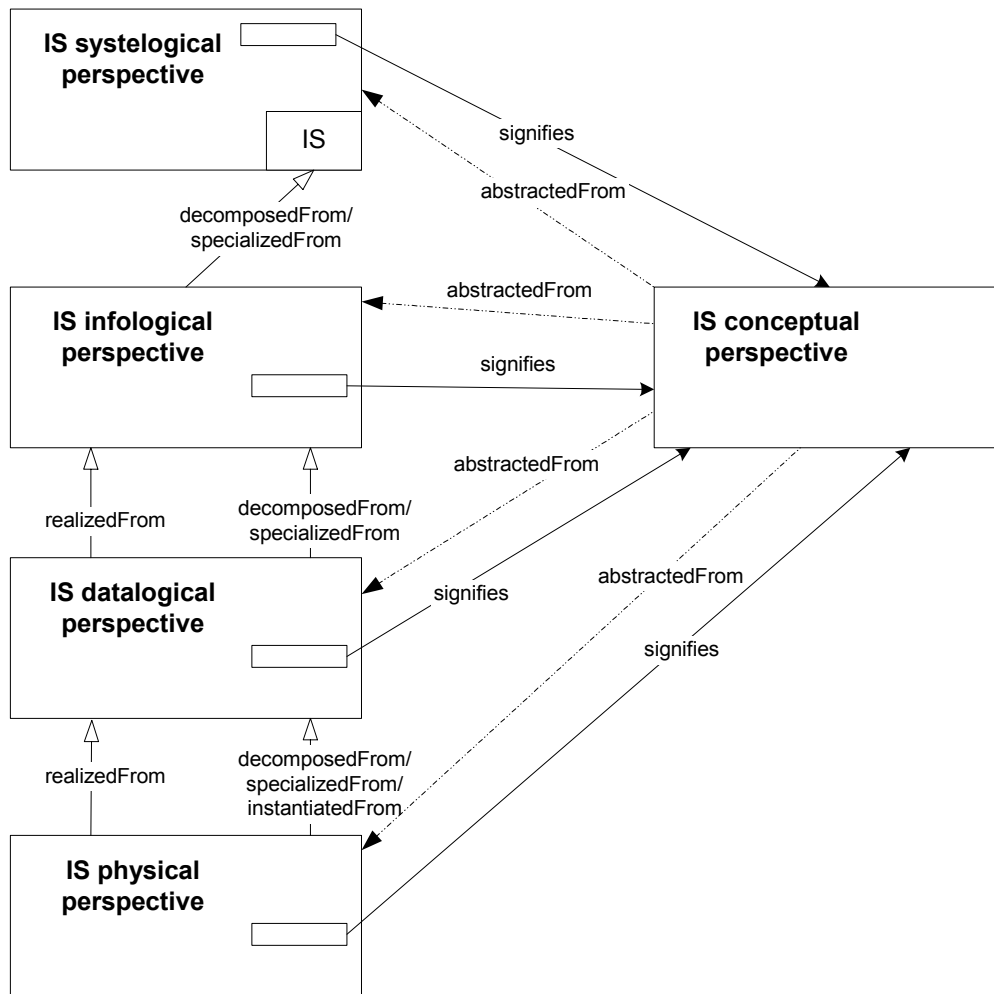 IS systelogical
perspective
IS
signifies
abstractedFrom
decomposedFrom/
specializedFrom
abstractedFrom
IS infological
perspective
IS conceptual
perspective
signifies
abstractedFrom
realizedFrom
decomposedFrom/
specializedFrom
IS datalogical
perspective
signifies
abstractedFrom
signifies
realizedFrom
decomposedFrom/
specializedFrom/
instantiatedFrom
IS physical
perspective